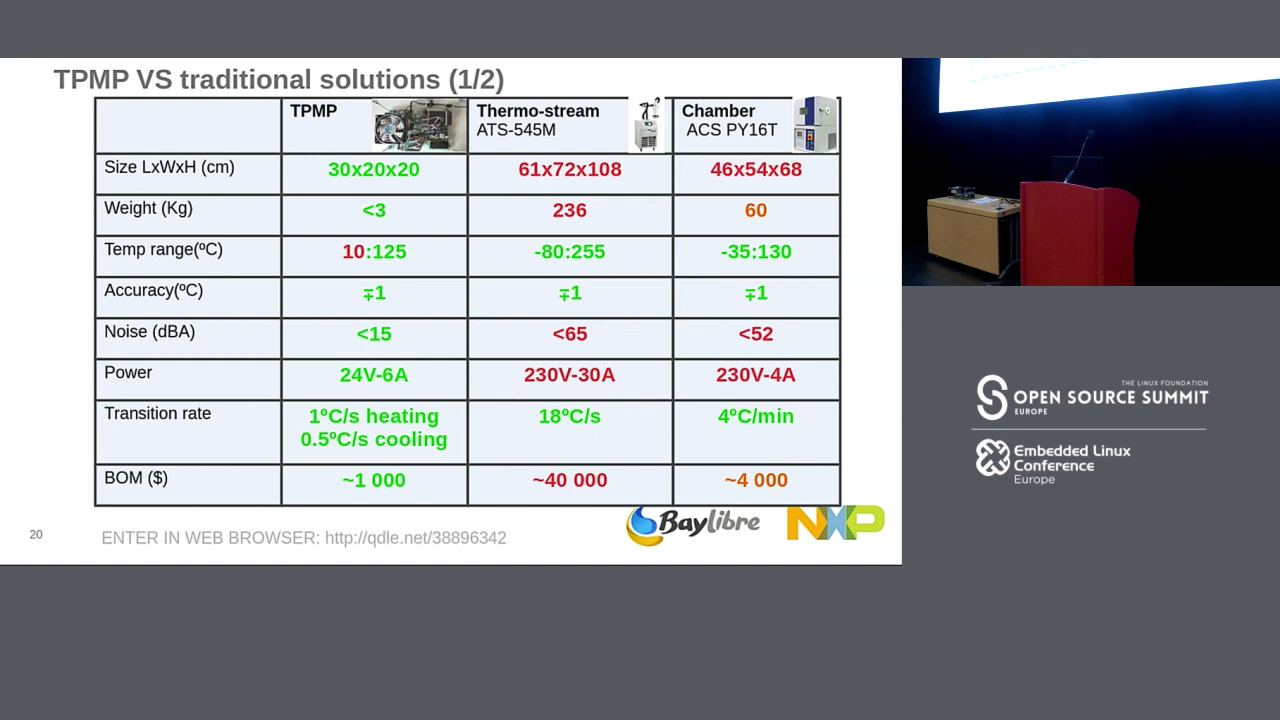 TPMP VS traditional solutions (1/2)
TPMP
Thermo-stream
ATS-545M
Chamber
ACS PY16T
Size LxWxH (cm)
30x20x20
61x72x108
46x54x68
Weight (Kg)
<3
236
60
Temp range(ºC)
10:125
-80:255
-35:130
Accuracy(ºC)
∓1
∓1
∓1
Noise (dBA)
<15
<65
<52
Power
24V-6A
230V-30A
230V-4A
Transition rate
1ºC/s heating
0.5ºC/s cooling
18ºC/s
4ºC/min
BOM ($)
~1 000
~40 000
~4 000
20
ENTER IN WEB BROWSER: http://qdle.net/38896342
Baylibre
NXP
THE LINUX FOUNDATION
OPEN SOURCE SUMMIT
EUROPE
Embedded Linux
Conference
Europe